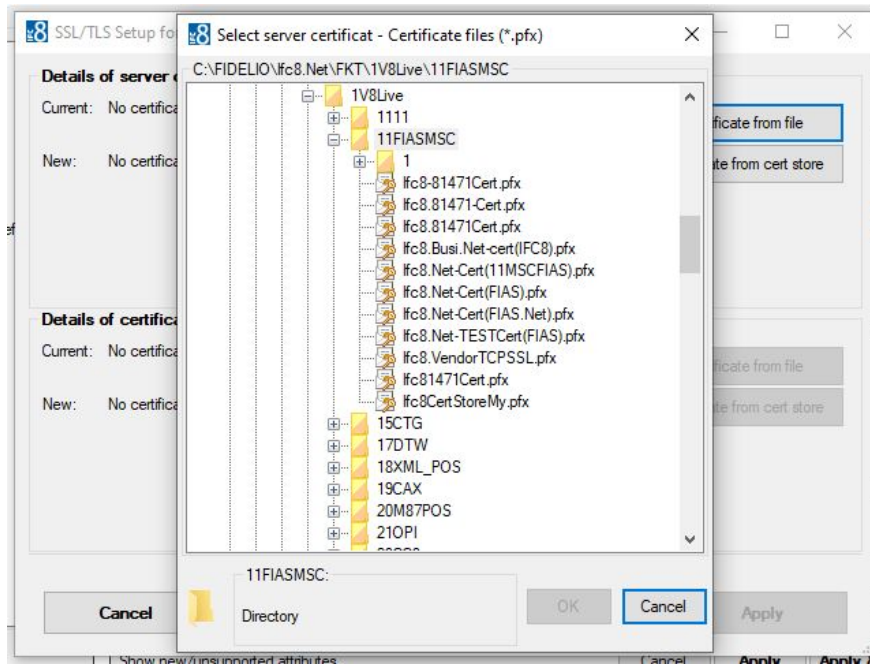 SSL/TLS Setup fo
Select server certificat - Certificate files (*.pfx)
C:\FIDELIO\Ifc8.Net\FKT\1V8Live\11FIASMSC
Details of server c
Current: No certifica
New: No certifica
ificate from file
ate from cert store
1V8Live
1111
11FIASMSC
1
Ifc8-81471Cert.pfx
Ifc8.81471-Cert.pfx
Ifc8.81471Cert.pfx
Ifc8.Busi.Net-cert(IFC8).pfx
Ifc8.Net-Cert(11MSCFIAS).pfx
Ifc8.Net-Cert(FIAS).pfx
Ifc8.Net-Cert(FIAS.Net).pfx
Ifc8.Net-TESTCert(FIAS).pfx
Ifc8.VendorTCPSSL.pfx
Ifc81471Cert.pfx
Ifc8CertStoreMy.pfx
15CTG
17DTW
18XML_POS
19CAX
20M87POS
21OPI
Details of certifica
Current: No certifica
New: No certifica
ificate from file
ate from cert store
11FIASMSC:
Directory
OK
Cancel
Cancel
Apply
Show new/unsupported attributes
Cancel
Apply
Apply A